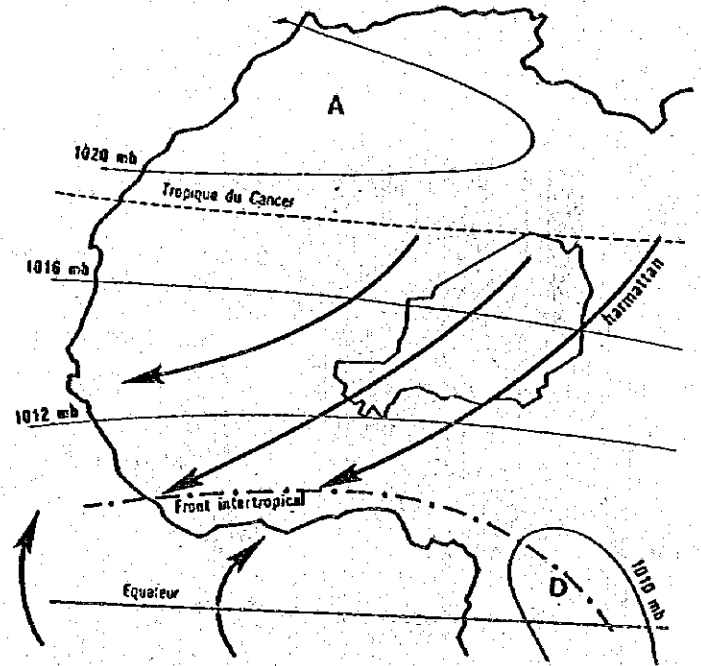 A
1020 mb
Tropique du Cancer
1016 mb
harmattan
1012 mb
Front intertropical
Equateur
D
1010 mb